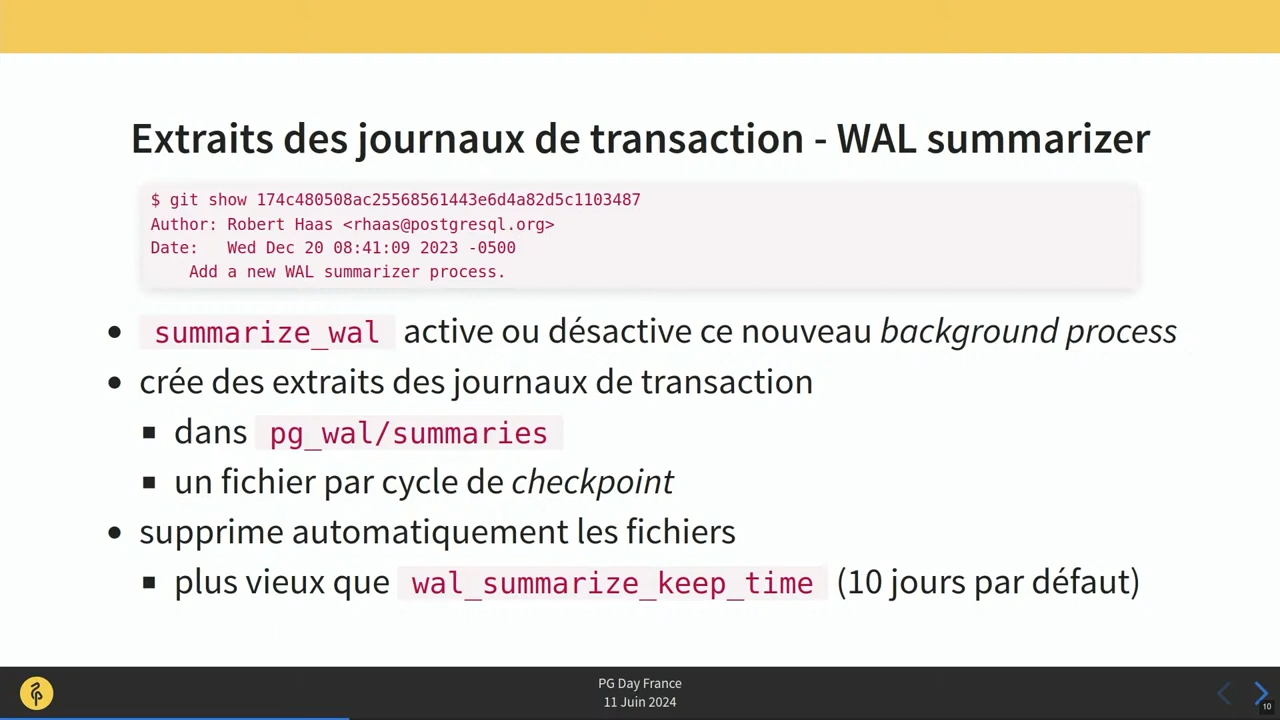 Extraits des journaux de transaction - WAL summarizer
$ git show 174c480508ac25568561443e6d4a82d5c1103487
Author: Robert Haas <rhaas@postgresql.org>
Date:   Wed Dec 20 08:41:09 2023 -0500
    Add a new WAL summarizer process.
• summarize_wal active ou désactive ce nouveau background process
• crée des extraits des journaux de transaction
▪ dans pg_wal/summaries
▪ un fichier par cycle de checkpoint
• supprime automatiquement les fichiers
▪ plus vieux que wal_summarize_keep_time (10 jours par défaut)
PG Day France
11 Juin 2024
10